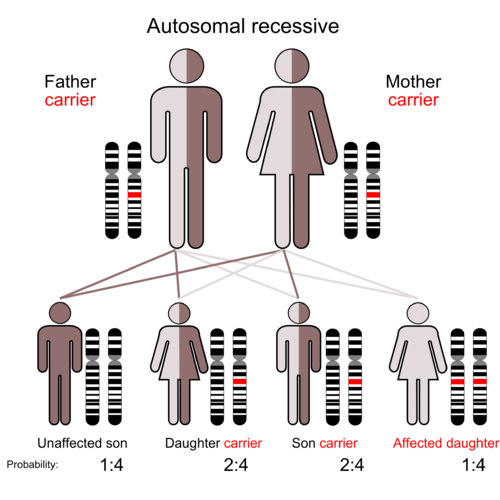 Autosomal recessive
Father
carrier
Mother
carrier
Unaffected son
Daughter carrier
Son carrier
Affected daughter
Probability:
1:4
2:4
2:4
1:4